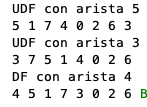 UDF con arista 5
5 1 7 4 0 2 6 3
UDF con arista 3
3 7 5 1 4 0 2 6
DF con arista 4
4 5 1 7 3 0 2 6 B